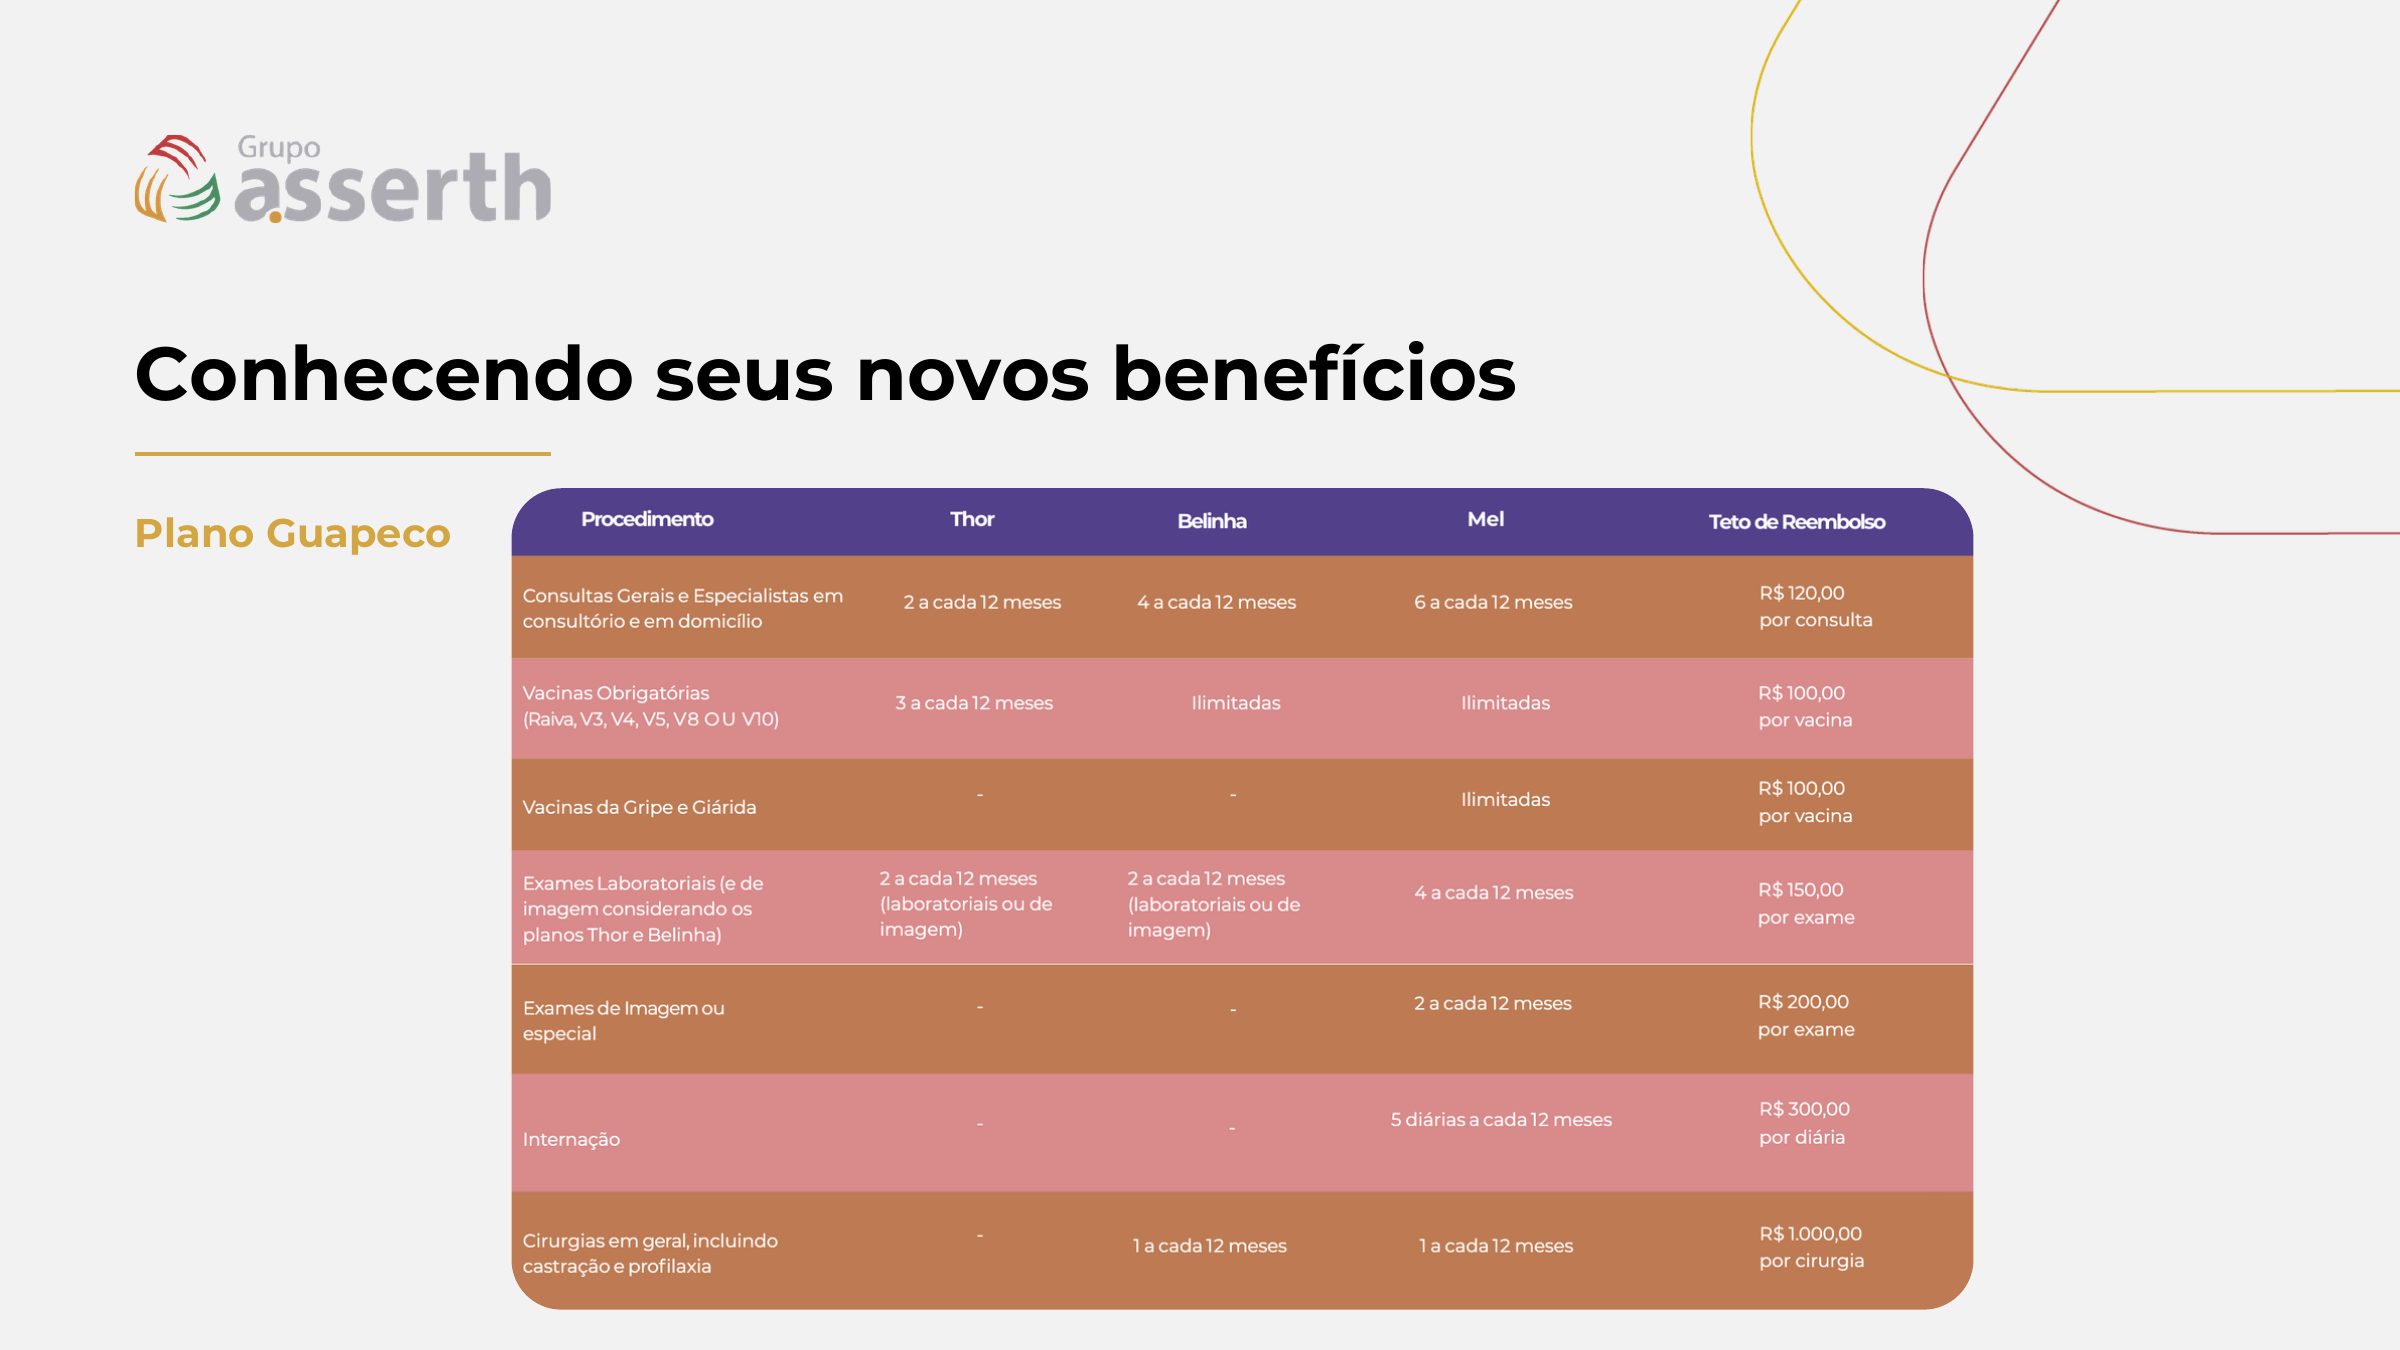 Grupo
asserth
Conhecendo seus novos benefícios
Plano Guapeco
Procedimento Thor Belinha Mel Teto de Reembolso
Consultas Gerais e Especialistas em
consultório e em domicílio
2 a cada 12 meses
4 a cada 12 meses
6 a cada 12 meses
R$ 120,00
por consulta
Vacinas Obrigatórias
(Raiva, V3, V4, V5, V8 OU V10)
3 a cada 12 meses
Ilimitadas
Ilimitadas
R$ 100,00
por vacina
Vacinas da Gripe e Giárida
-
-
Ilimitadas
R$ 100,00
por vacina
Exames Laboratoriais (e de
imagem considerando os
planos Thor e Belinha)
2 a cada 12 meses
(laboratoriais ou de
imagem)
2 a cada 12 meses
(laboratoriais ou de
imagem)
4 a cada 12 meses
R$ 150,00
por exame
Exames de Imagem ou
especial
-
-
2 a cada 12 meses
R$ 200,00
por exame
Internação
-
-
5 diárias a cada 12 meses
R$ 300,00
por diária
Cirurgias em geral, incluindo
castração e profilaxia
-
1 a cada 12 meses
1 a cada 12 meses
R$ 1.000,00
por cirurgia